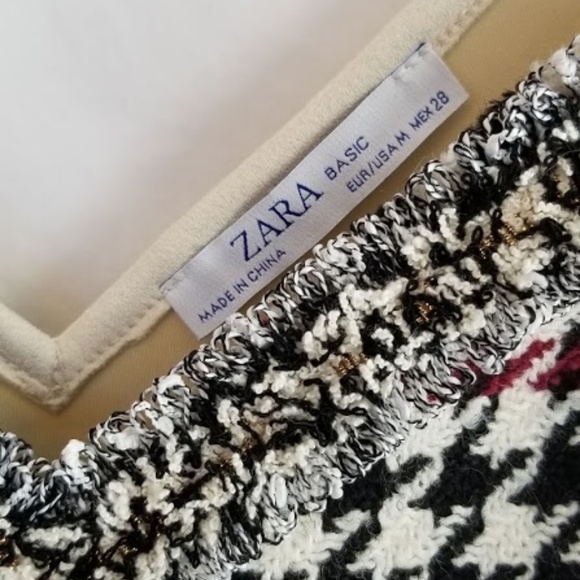 ZARA BASIC
EUR/USA M MEX 28
MADE IN CHINA